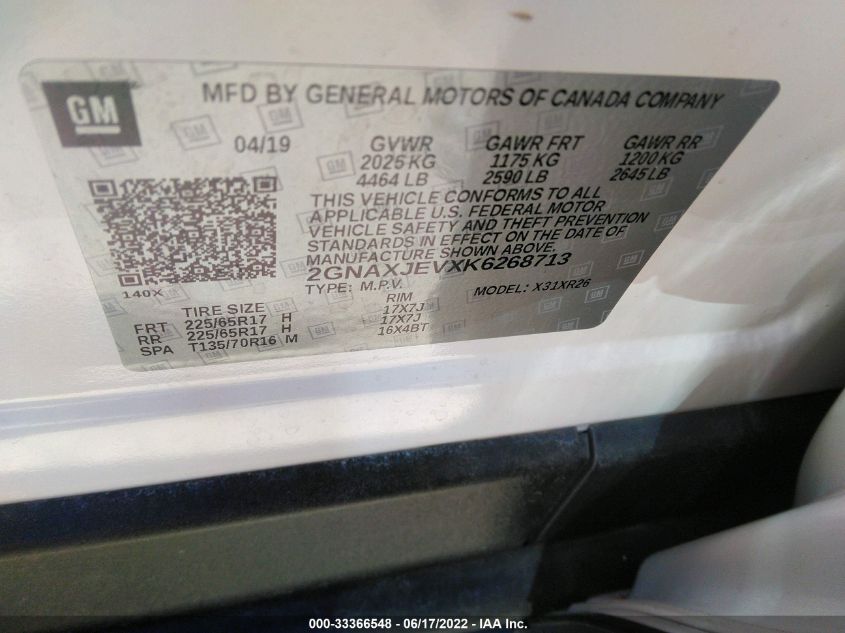 GM
MFD BY GENERAL MOTORS OF CANADA COMPANY
04/19 GVWR GAWR FRT GAWR RR
2025 KG 1175 KG 1200 KG
4464 LB 2590 LB 2645 LB
THIS VEHICLE CONFORMS TO ALL
APPLICABLE U.S. FEDERAL MOTOR
VEHICLE SAFETY AND THEFT PREVENTION
STANDARDS IN EFFECT ON THE DATE OF
MANUFACTURE SHOWN ABOVE.
2GNAXJEVXK6268713
140X TYPE: M.P.V. MODEL: X31XR26
TIRE SIZE RIM
FRT 225/65R17 H 17X7J
RR 225/65R17 H 17X7J
SPA T135/70R16 M 16X4BT
000-33366548 - 06/17/2022 - IAA Inc.